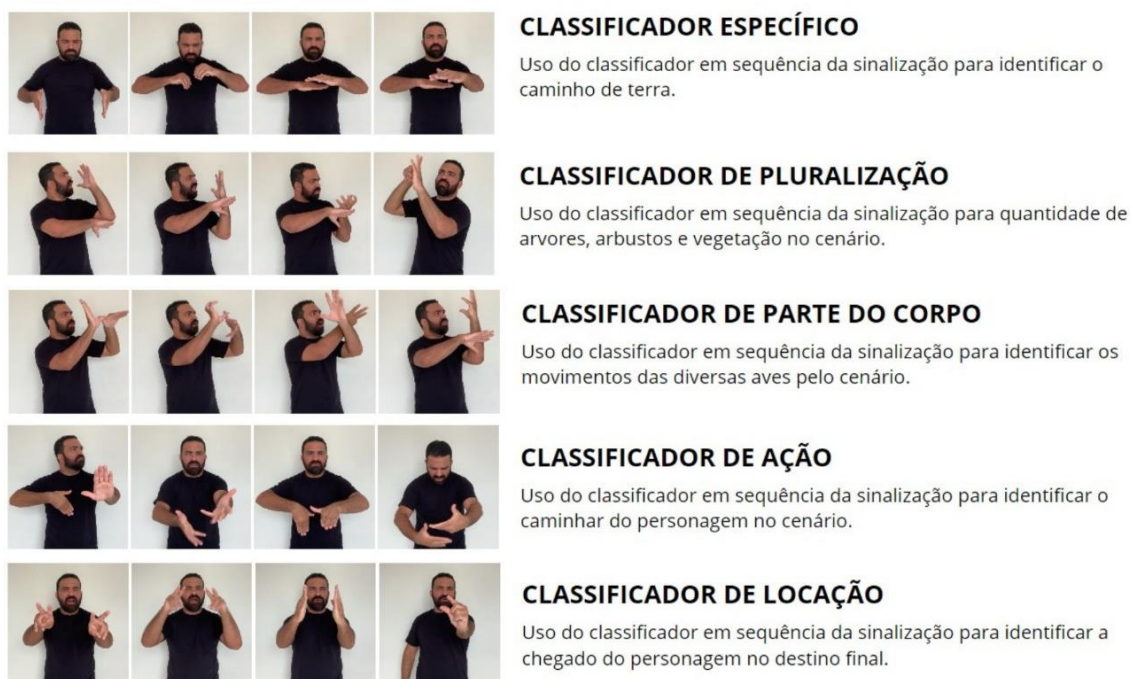 CLASSIFICADOR ESPECÍFICO
Uso do classificador em sequência da sinalização para identificar o
caminho de terra.
CLASSIFICADOR DE PLURALIZAÇÃO
Uso do classificador em sequência da sinalização para quantidade de
arvores, arbustos e vegetação no cenário.
CLASSIFICADOR DE PARTE DO CORPO
Uso do classificador em sequência da sinalização para identificar os
movimentos das diversas aves pelo cenário.
CLASSIFICADOR DE AÇÃO
Uso do classificador em sequência da sinalização para identificar o
caminhar do personagem no cenário.
CLASSIFICADOR DE LOCAÇÃO
Uso do classificador em sequência da sinalização para identificar a
chegado do personagem no destino final.